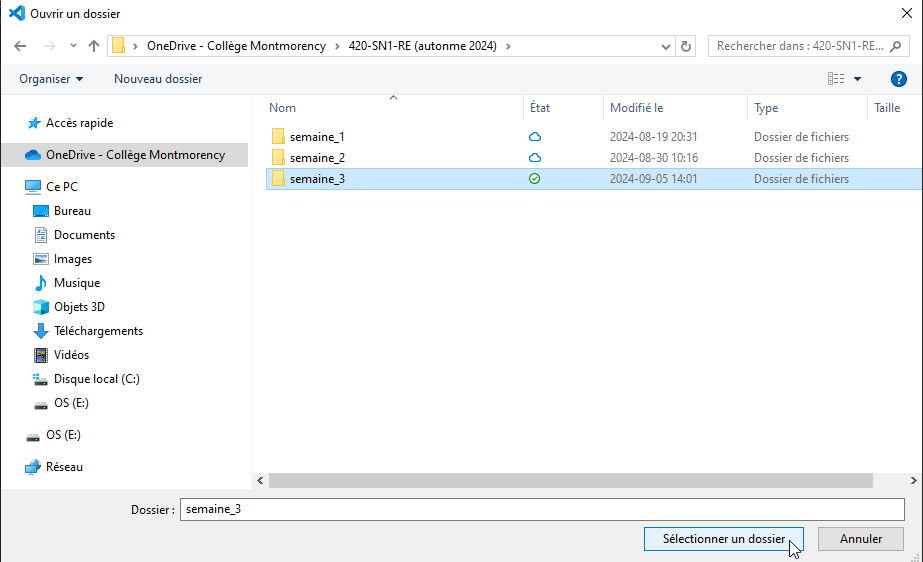 Ouvrir un dossier
OneDrive - Collège Montmorency > 420-SN1-RE (autonme 2024) >
Rechercher dans : 420-SN1-RE...
Organiser Nouveau dossier
?
Accès rapide
OneDrive - Collège Montmorency
Ce PC
Bureau
Documents
Images
Musique
Objets 3D
Téléchargements
Vidéos
Disque local (C:)
OS (E:)
OS (E:)
Réseau
Nom État Modifié le Type Taille
semaine_1 2024-08-19 20:31 Dossier de fichiers
semaine_2 2024-08-30 10:16 Dossier de fichiers
semaine_3 2024-09-05 14:01 Dossier de fichiers
Dossier : semaine_3
Sélectionner un dossier Annuler